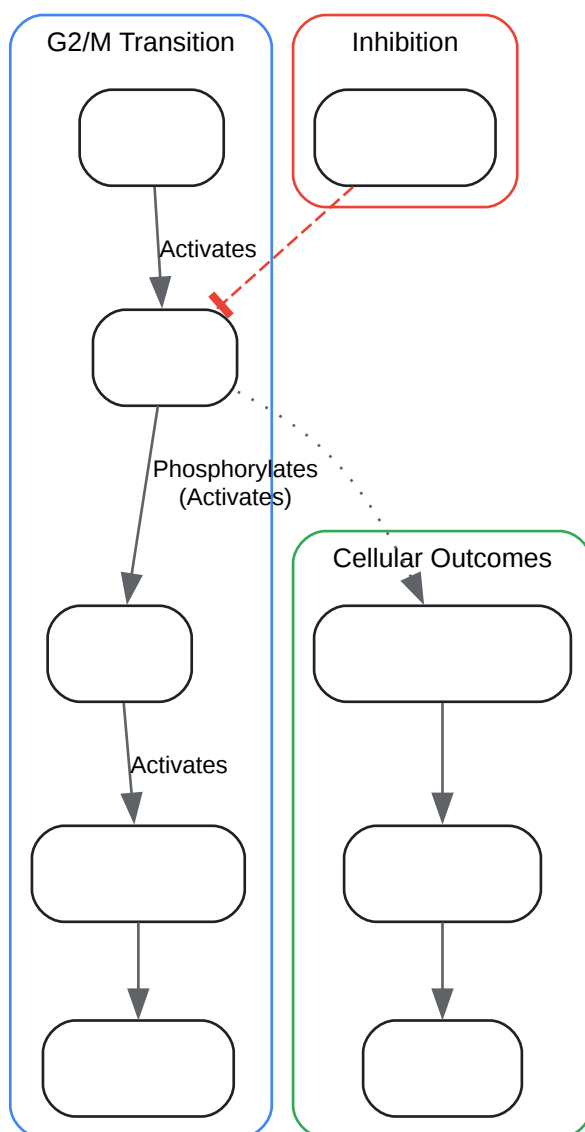 G2/M Transition
Inhibition
Activates
Phosphorylates
(Activates)
Cellular Outcomes
Activates